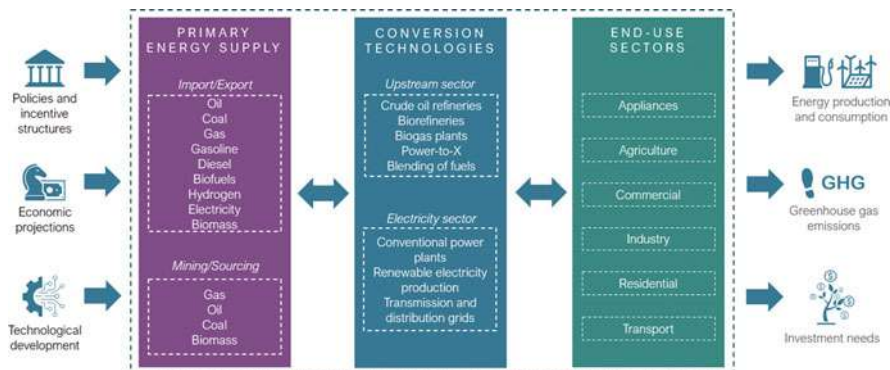 Policies and
incentive
structures
Economic
projections
Technological
development
PRIMARY
ENERGY SUPPLY
Import/Export
Oil
Coal
Gas
Gasoline
Diesel
Biofuels
Hydrogen
Electricity
Biomass
Mining/Sourcing
Gas
Oil
Coal
Biomass
CONVERSION
TECHNOLOGIES
Upstream sector
Crude oil refineries
Biorefineries
Biogas plants
Power-to-X
Blending of fuels
Electricity sector
Conventional power
plants
Renewable electricity
production
Transmission and
distribution grids
END-USE
SECTORS
Appliances
Agriculture
Commercial
Industry
Residential
Transport
Energy production
and consumption
GHG
Greenhouse gas
emissions
Investment needs